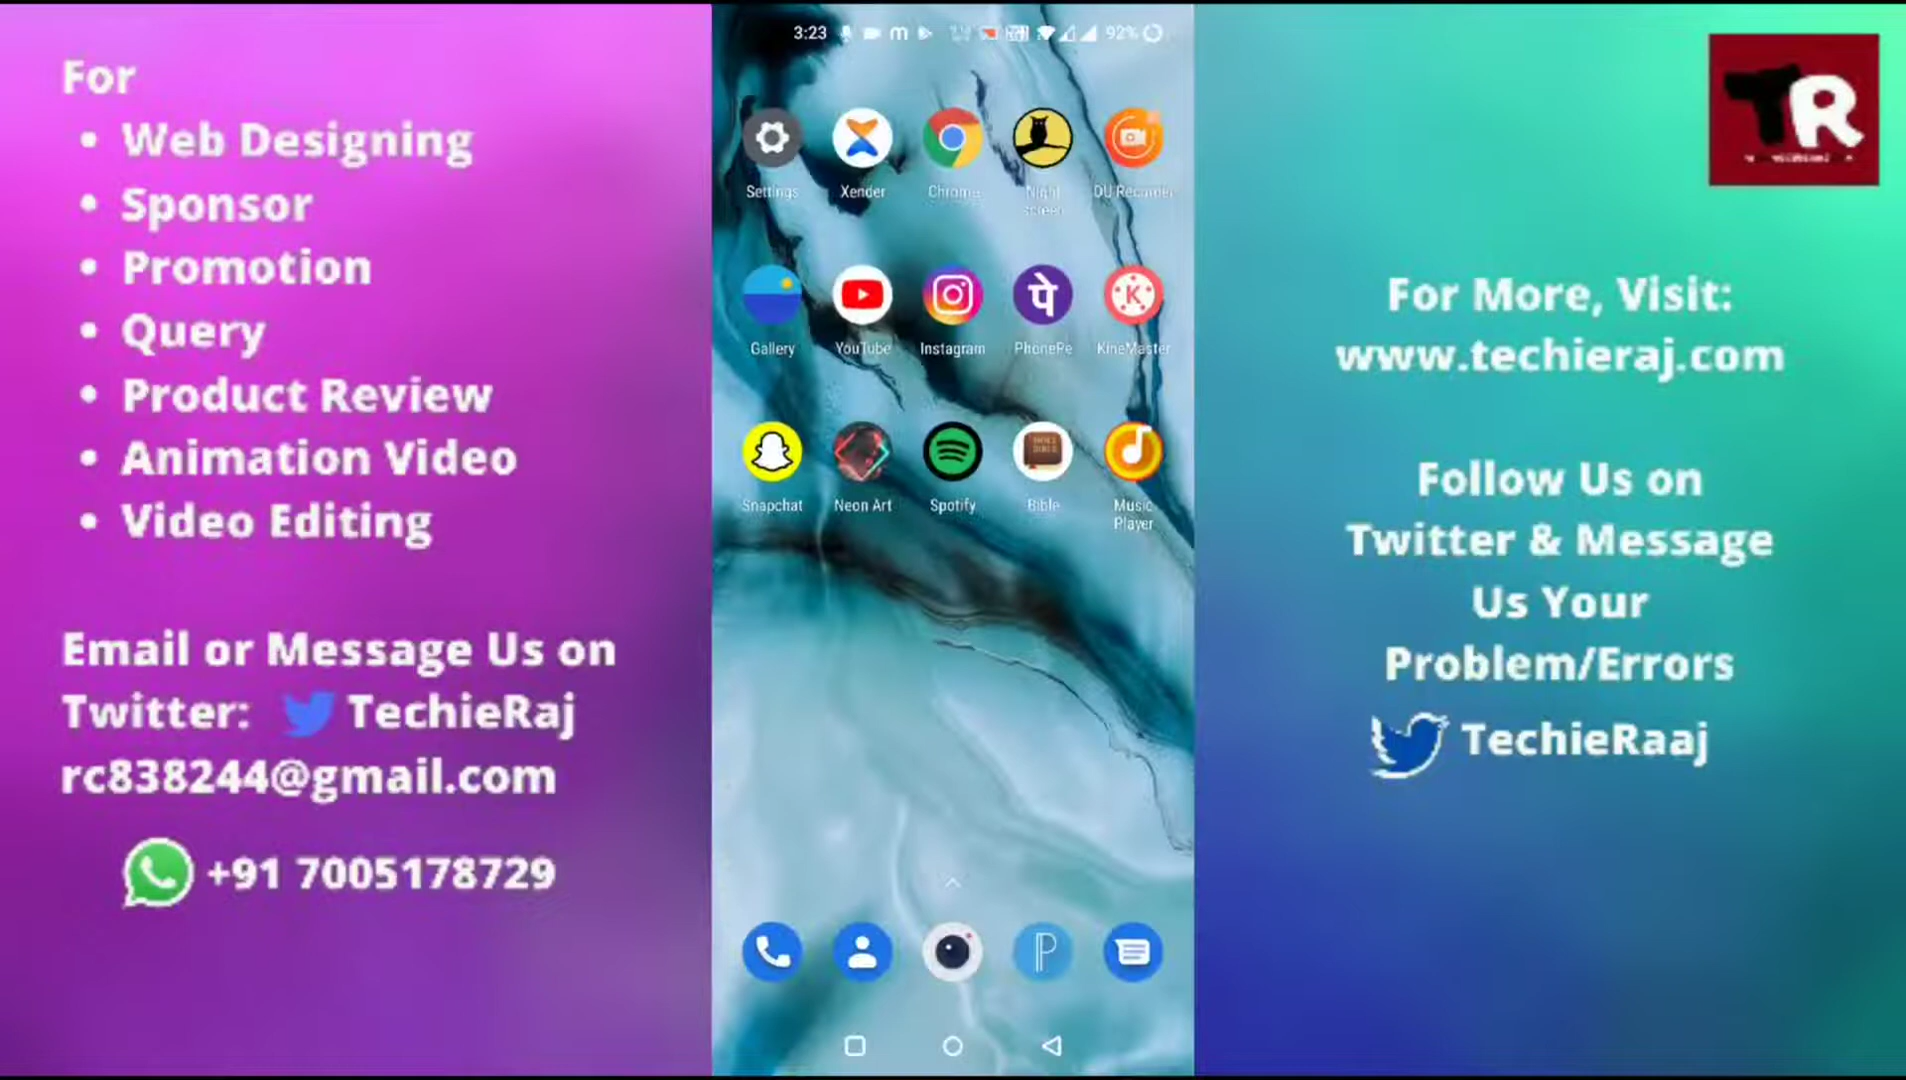 For
• Web Designing
• Sponsor
• Promotion
• Query
• Product Review
• Animation Video
• Video Editing
Email or Message Us on
Twitter: TechieRaj
rc838244@gmail.com
+91 7005178729
3:23 92%
Settings Xender Chrome Night DU Recorder
screen
Gallery YouTube Instagram PhonePe KineMaster
Snapchat Neon Art Spotify Bible Music
Player
TR
For More, Visit:
www.techieraj.com
Follow Us on
Twitter & Message
Us Your
Problem/Errors
TechieRaaj